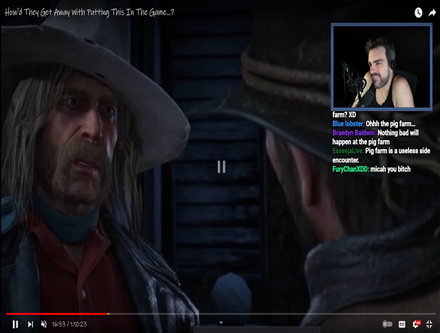 How'd They Get Away With Putting This In The Game...?
farm? XD
Blue lobster: Ohhh the pig farm...
Braedyn Baldwin: Nothing bad will
happen at the pig farm
EsseejaLive: Pig farm is a useless side
encounter.
FuryChanXDD: micah you bitch
16:33 / 1:10:23